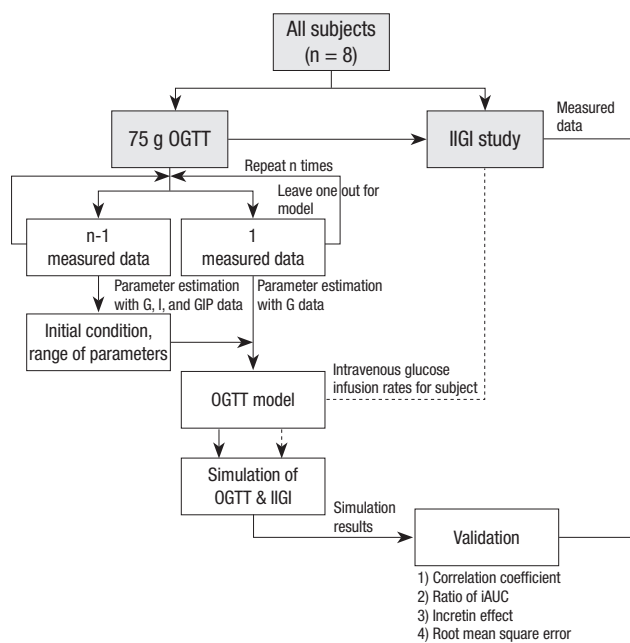 All subjects
(n = 8)
75 g OGTT
IIGI study
Measured
data
Repeat n times
Leave one out for
model
n-1
measured data
1
measured data
Parameter estimation
with G, I, and GIP data
Parameter estimation
with G data
Initial condition,
range of parameters
Intravenous glucose
infusion rates for subject
OGTT model
Simulation of
OGTT & IIGI
Simulation
results
Validation
1) Correlation coefficient
2) Ratio of iAUC
3) Incretin effect
4) Root mean square error